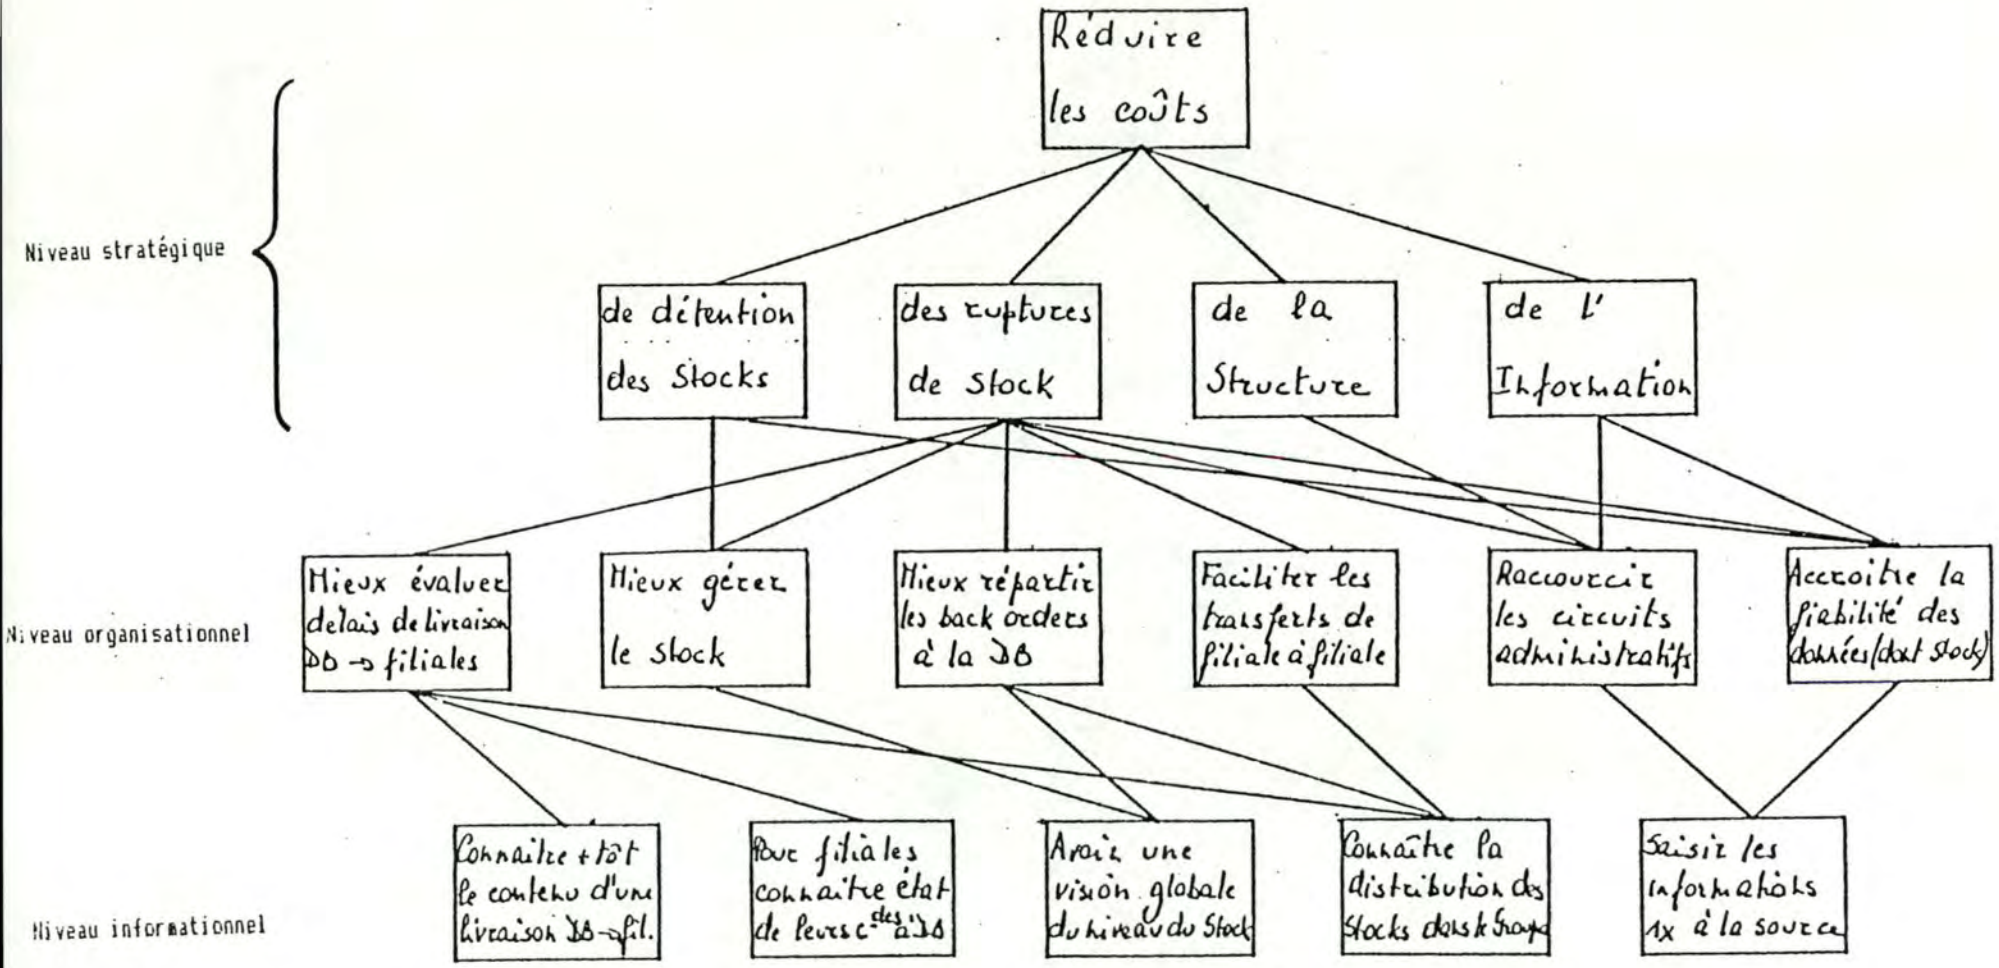 Réduire
les coûts
Niveau stratégique
de détention
des Stocks
des ruptures
de stock
de la
Structure
de l'
Information
Niveau organisationnel
Mieux évaluer
délais de livraison
DB → filiales
Mieux gérer
le stock
Mieux répartir
les back orders
à la DB
Faciliter les
transferts de
filiale à filiale
Raccourcir
les circuits
administratifs
Accroitre la
fiabilité des
données (dont stock)
Niveau informationnel
Connaitre + tôt
le contenu d'une
livraison DB → fil.
Pour filiales
connaitre état
de leurs c^des à DB
Avoir une
vision globale
du niveau du Stock
Connaître la
distribution des
Stocks dans le Groupe
Saisir les
informations
1x à la source